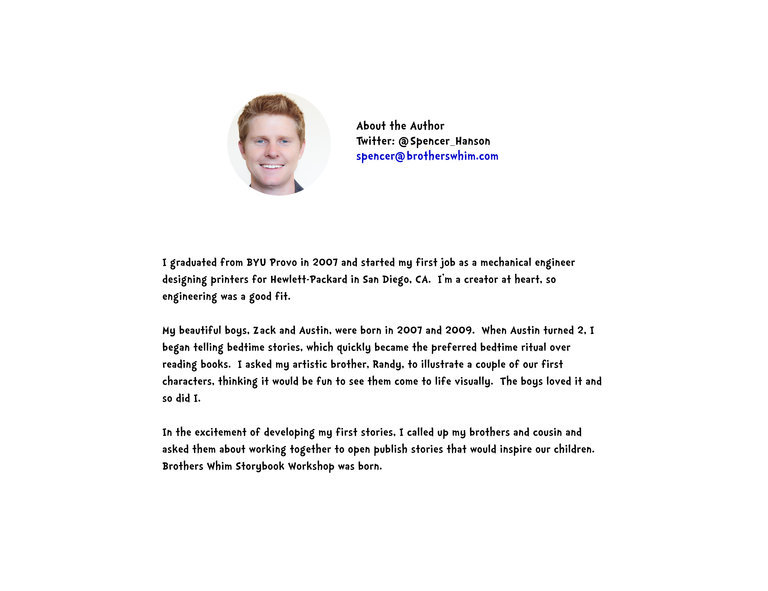 About the Author
Twitter: @Spencer_Hanson
spencer@brotherswhim.com
I graduated from BYU Provo in 2007 and started my first job as a mechanical engineer
designing printers for Hewlett-Packard in San Diego, CA.  I'm a creator at heart, so
engineering was a good fit.
My beautiful boys, Zack and Austin, were born in 2007 and 2009.  When Austin turned 2, I
began telling bedtime stories, which quickly became the preferred bedtime ritual over
reading books.  I asked my artistic brother, Randy, to illustrate a couple of our first
characters, thinking it would be fun to see them come to life visually.  The boys loved it and
so did I.
In the excitement of developing my first stories, I called up my brothers and cousin and
asked them about working together to open publish stories that would inspire our children.
Brothers Whim Storybook Workshop was born.